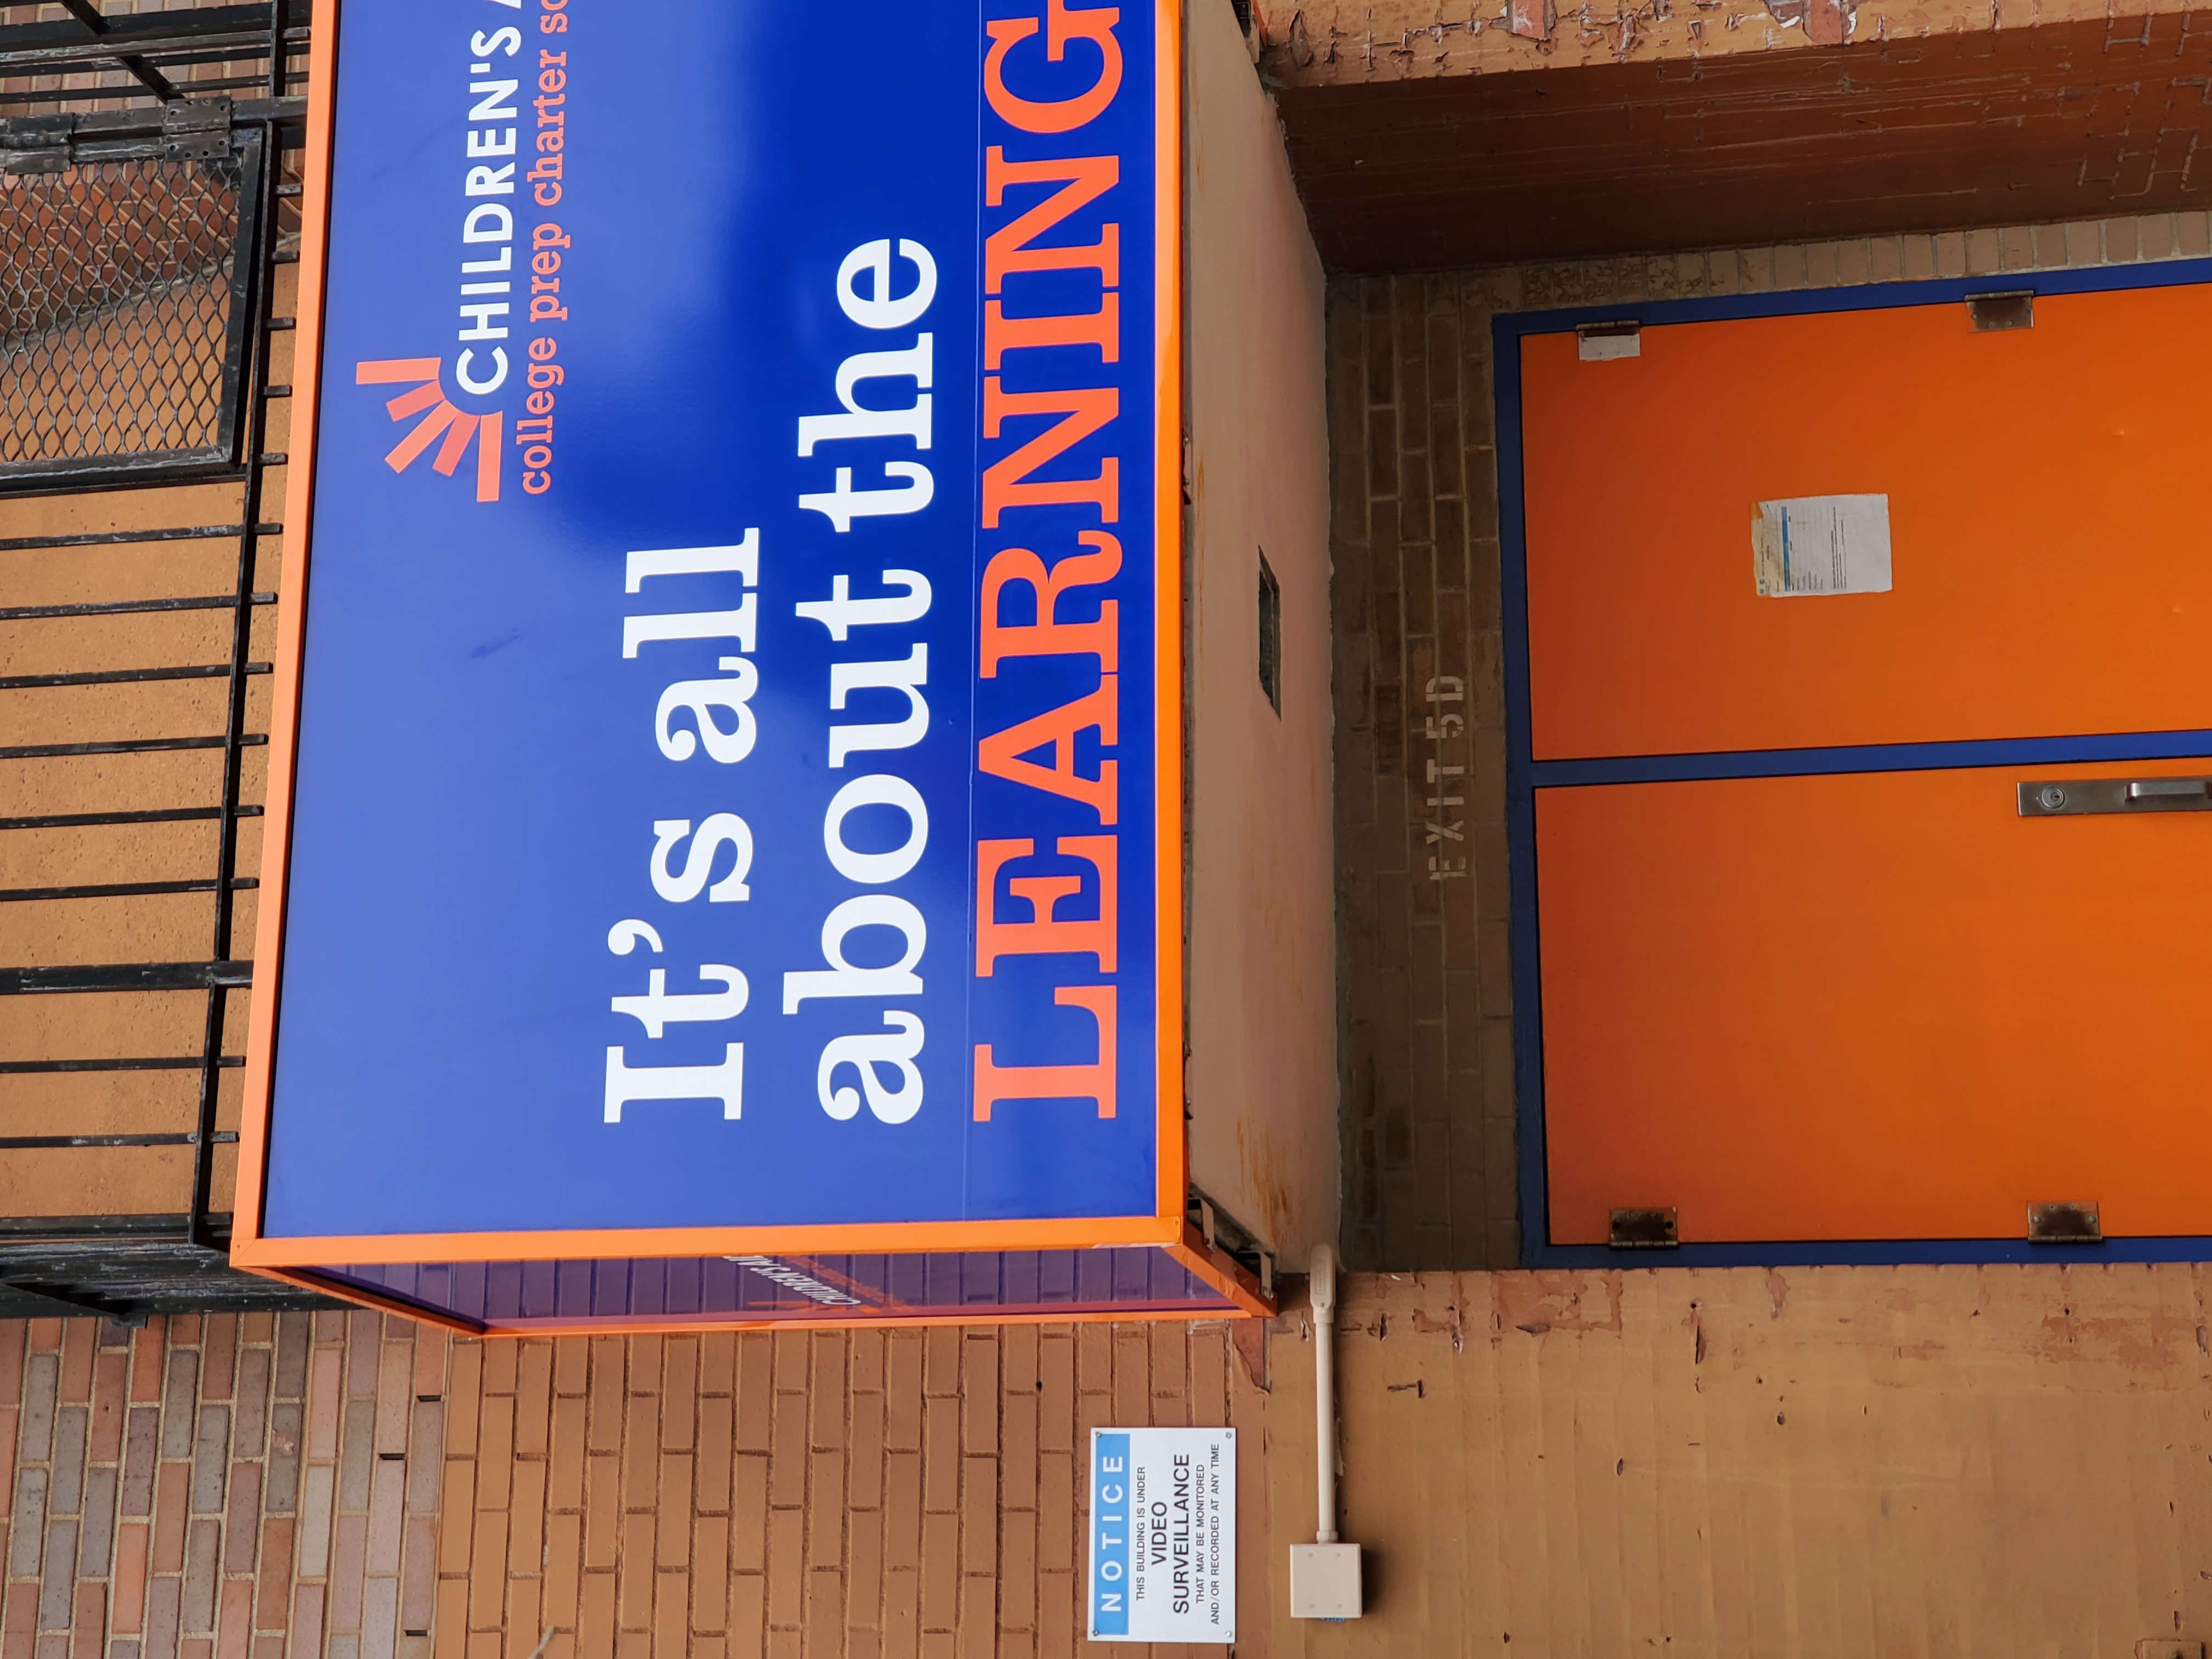 CHILDREN'S
college prep charter
It's all
about the
LEARNING
NOTICE
THIS BUILDING IS UNDER
VIDEO
SURVEILLANCE
THAT MAY BE MONITORED
AND/OR RECORDED AT ANY TIME
EXIT 5D